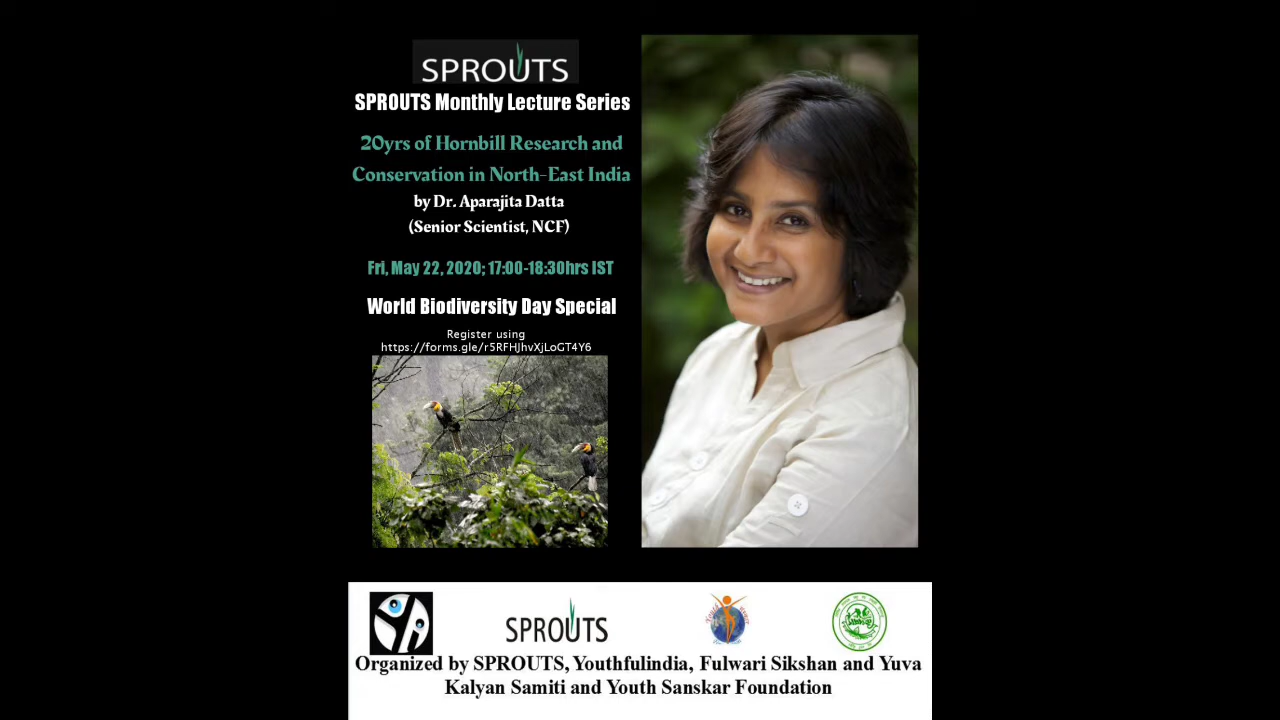 SPROUTS
SPROUTS Monthly Lecture Series
20yrs of Hornbill Research and
Conservation in North-East India
by Dr. Aparajita Datta
(Senior Scientist, NCF)
Fri, May 22, 2020; 17:00-18:30hrs IST
World Biodiversity Day Special
Register using
https://forms.gle/r5RFHJhvXjLoGT4Y6
SPROUTS
Organized by SPROUTS, Youthfulindia, Fulwari Sikshan and Yuva
Kalyan Samiti and Youth Sanskar Foundation